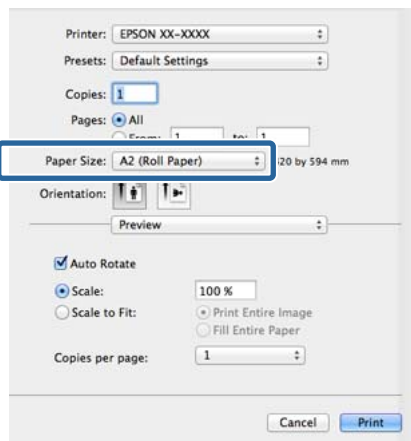 Printer: EPSON XX-XXXX
Presets: Default Settings
Copies: 1
Pages: All
From: 1 to: 1
Paper Size: A2 (Roll Paper) 20 by 594 mm
Orientation:
Preview
Auto Rotate
Scale: 100 %
Scale to Fit: Print Entire Image
Fill Entire Paper
Copies per page: 1
Cancel Print